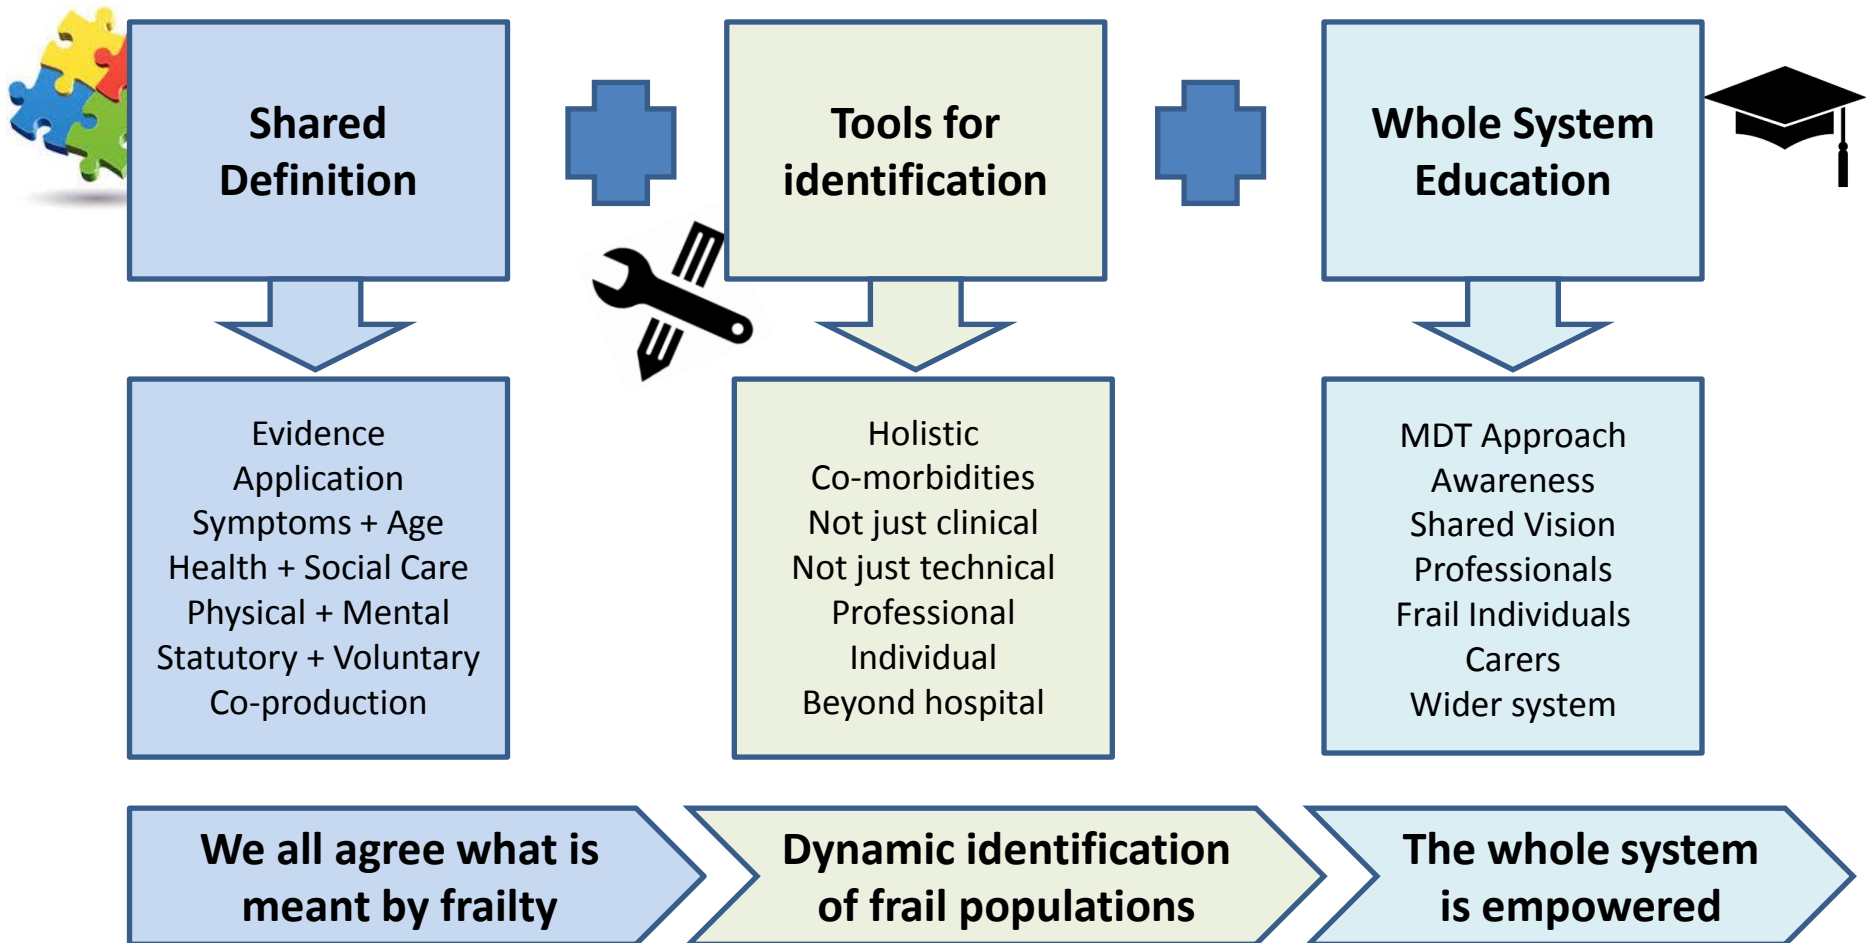 Shared
Definition
Tools for
identification
Whole System
Education
Evidence
Application
Symptoms + Age
Health + Social Care
Physical + Mental
Statutory + Voluntary
Co-production
Holistic
Co-morbidities
Not just clinical
Not just technical
Professional
Individual
Beyond hospital
MDT Approach
Awareness
Shared Vision
Professionals
Frail Individuals
Carers
Wider system
We all agree what is
meant by frailty
Dynamic identification
of frail populations
The whole system
is empowered